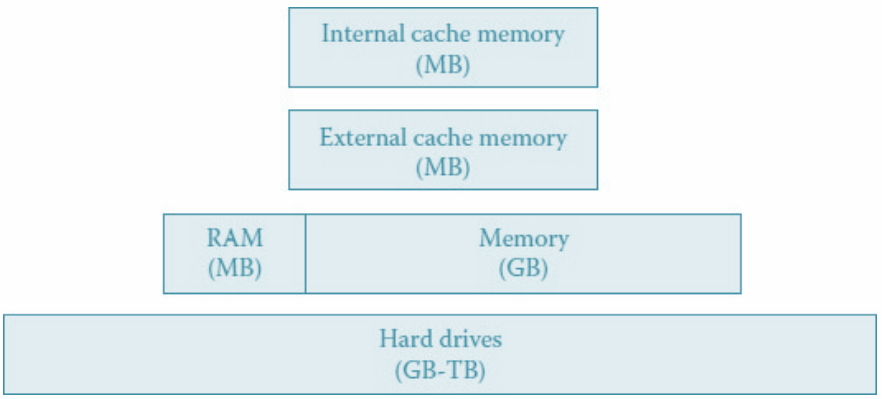 Internal cache memory
(MB)
External cache memory
(MB)
RAM
(MB)
Memory
(GB)
Hard drives
(GB-TB)